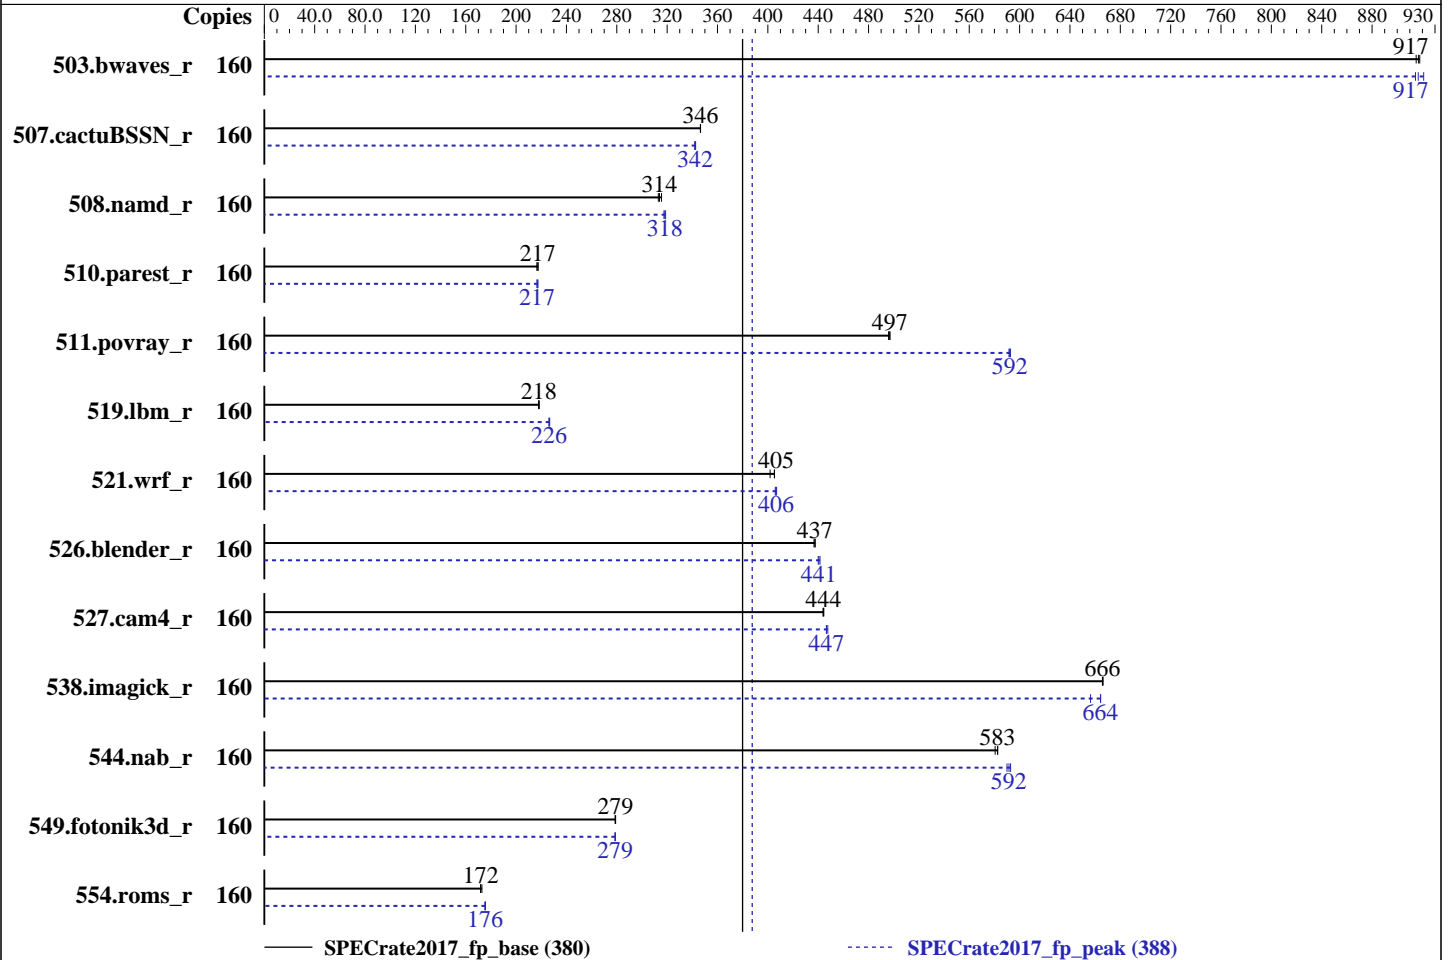 Copies 0 40.0 80.0 120 160 200 240 280 320 360 400 440 480 520 560 600 640 680 720 760 800 840 880 930
917
503.bwaves_r 160
917
346
507.cactuBSSN_r 160
342
314
508.namd_r 160
318
217
510.parest_r 160
217
497
511.povray_r 160
592
218
519.lbm_r 160
226
405
521.wrf_r 160
406
437
526.blender_r 160
441
444
527.cam4_r 160
447
666
538.imagick_r 160
664
583
544.nab_r 160
592
279
549.fotonik3d_r 160
279
172
554.roms_r 160
176
SPECrate2017_fp_base (380) SPECrate2017_fp_peak (388)